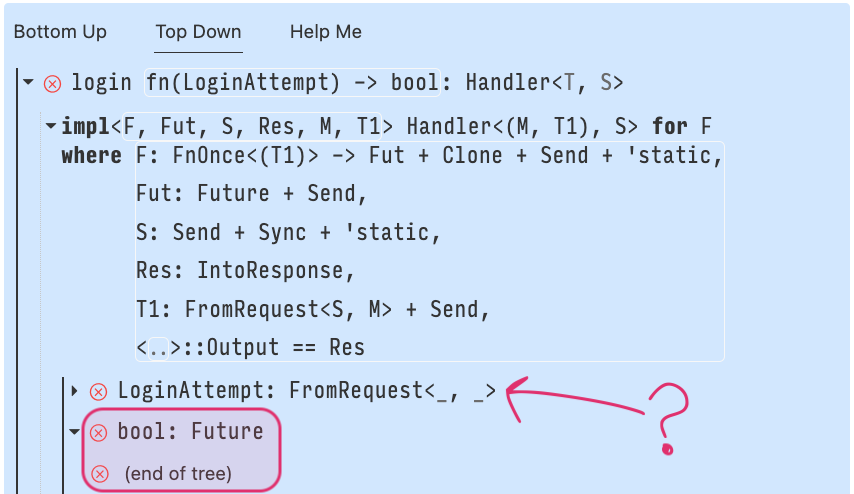 Bottom Up Top Down Help Me
login fn(LoginAttempt) -> bool: Handler<T, S>
impl<F, Fut, S, Res, M, T1> Handler<(M, T1), S> for F
where F: FnOnce<(T1)> -> Fut + Clone + Send + 'static,
Fut: Future + Send,
S: Send + Sync + 'static,
Res: IntoResponse,
T1: FromRequest<S, M> + Send,
<..>::Output == Res
LoginAttempt: FromRequest<_, _>
?
bool: Future
(end of tree)